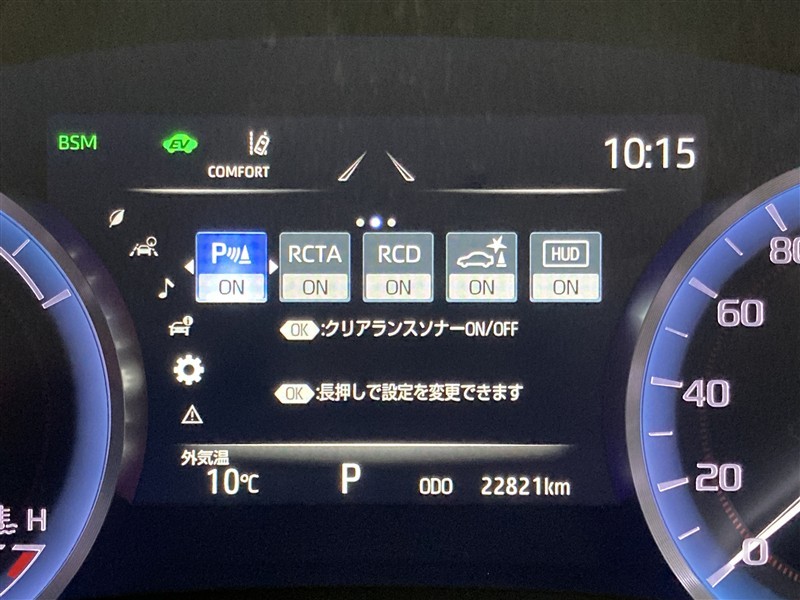 BSM
EV
COMFORT
10:15
P RCTA RCD HUD
ON ON ON ON ON
OK:クリアランスソナーON/OFF
OK:長押しで設定を変更できます
外気温
10℃ P ODO 22821km
H
80
60
40
20
0